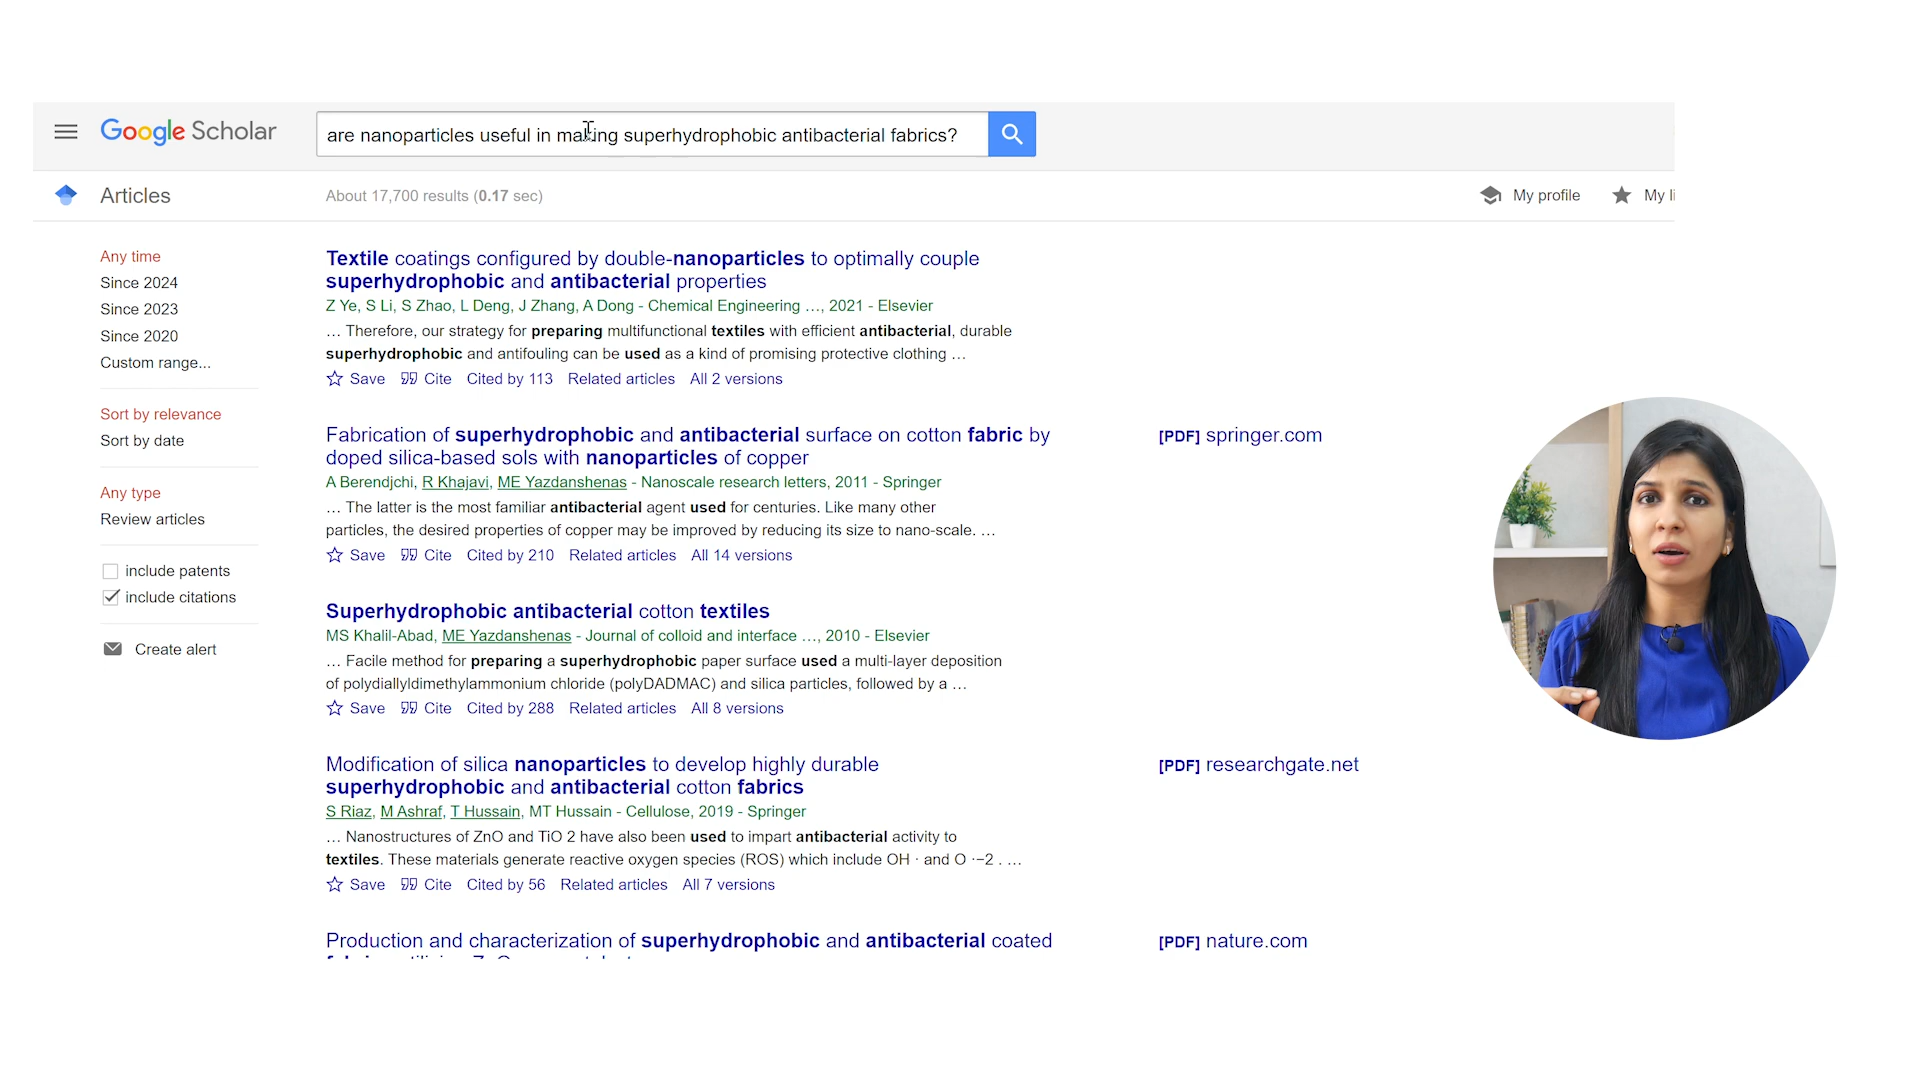 Google Scholar
are nanoparticles useful in making superhydrophobic antibacterial fabrics?
Articles
About 17,700 results (0.17 sec)
My profile
My li
Any time
Since 2024
Since 2023
Since 2020
Custom range...
Sort by relevance
Sort by date
Any type
Review articles
include patents
include citations
Create alert
Textile coatings configured by double-nanoparticles to optimally couple
superhydrophobic and antibacterial properties
Z Ye, S Li, S Zhao, L Deng, J Zhang, A Dong - Chemical Engineering …, 2021 - Elsevier
… Therefore, our strategy for preparing multifunctional textiles with efficient antibacterial, durable
superhydrophobic and antifouling can be used as a kind of promising protective clothing …
Save Cite Cited by 113 Related articles All 2 versions
Fabrication of superhydrophobic and antibacterial surface on cotton fabric by
doped silica-based sols with nanoparticles of copper
[PDF] springer.com
A Berendjchi, R Khajavi, ME Yazdanshenas - Nanoscale research letters, 2011 - Springer
… The latter is the most familiar antibacterial agent used for centuries. Like many other
particles, the desired properties of copper may be improved by reducing its size to nano-scale. …
Save Cite Cited by 210 Related articles All 14 versions
Superhydrophobic antibacterial cotton textiles
MS Khalil-Abad, ME Yazdanshenas - Journal of colloid and interface …, 2010 - Elsevier
… Facile method for preparing a superhydrophobic paper surface used a multi-layer deposition
of polydiallyldimethylammonium chloride (polyDADMAC) and silica particles, followed by a …
Save Cite Cited by 288 Related articles All 8 versions
Modification of silica nanoparticles to develop highly durable
superhydrophobic and antibacterial cotton fabrics
[PDF] researchgate.net
S Riaz, M Ashraf, T Hussain, MT Hussain - Cellulose, 2019 - Springer
… Nanostructures of ZnO and TiO 2 have also been used to impart antibacterial activity to
textiles. These materials generate reactive oxygen species (ROS) which include OH · and O ·−2 . …
Save Cite Cited by 56 Related articles All 7 versions
Production and characterization of superhydrophobic and antibacterial coated
[PDF] nature.com